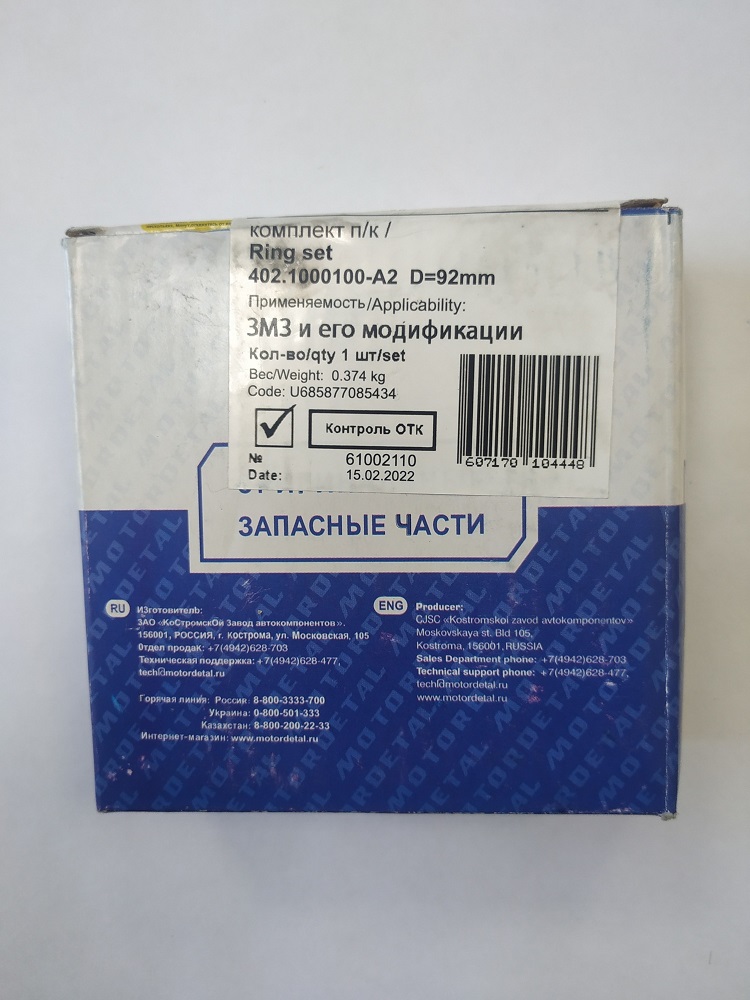 комплект п/к /
Ring set
402.1000100-А2 D=92mm
Применяемость/Applicability:
ЗМЗ и его модификации
Кол-во/qty 1 шт/set
Вес/Weight: 0.374 kg
Code: U685877085434
Контроль ОТК
№ 61002110
Date: 15.02.2022
607170 104448
ЗАПАСНЫЕ ЧАСТИ
RU
Изготовитель:
ЗАО «КоСтромскОй Завод автокомпонентов».
156001, РОССИЯ, г. Кострома, ул. Московская, 105
Отдел продаж: +7(4942)628-703
Техническая поддержка: +7(4942)628-477,
tech@motordetal.ru
Горячая линия: Россия: 8-800-3333-700
Украина: 0-800-501-333
Казахстан: 8-800-200-22-33
Интернет-магазин: www.motordetal.ru
ENG
Producer:
CJSC «Kostromskoi zavod avtokomponentov»
Moskovskaya st. Bld 105,
Kostroma, 156001, RUSSIA
Sales Department phone: +7(4942)628-703
Technical support phone: +7(4942)628-477,
tech@motordetal.ru
www.motordetal.ru